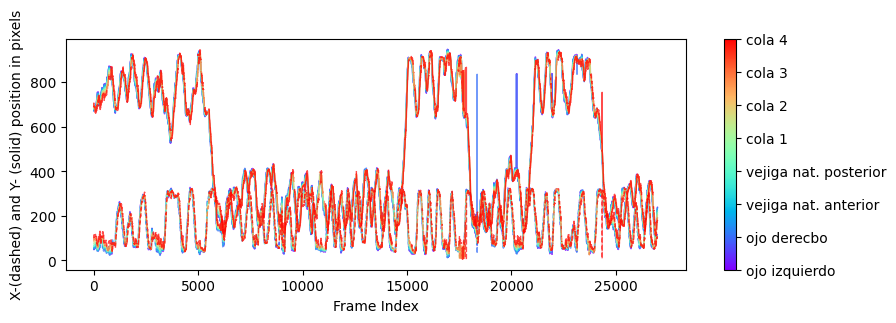 X-(dashed) and Y- (solid) position in pixels
800
600
400
200
0
0 5000 10000 15000 20000 25000
Frame Index
cola 4
cola 3
cola 2
cola 1
vejiga nat. posterior
vejiga nat. anterior
ojo derecbo
ojo izquierdo